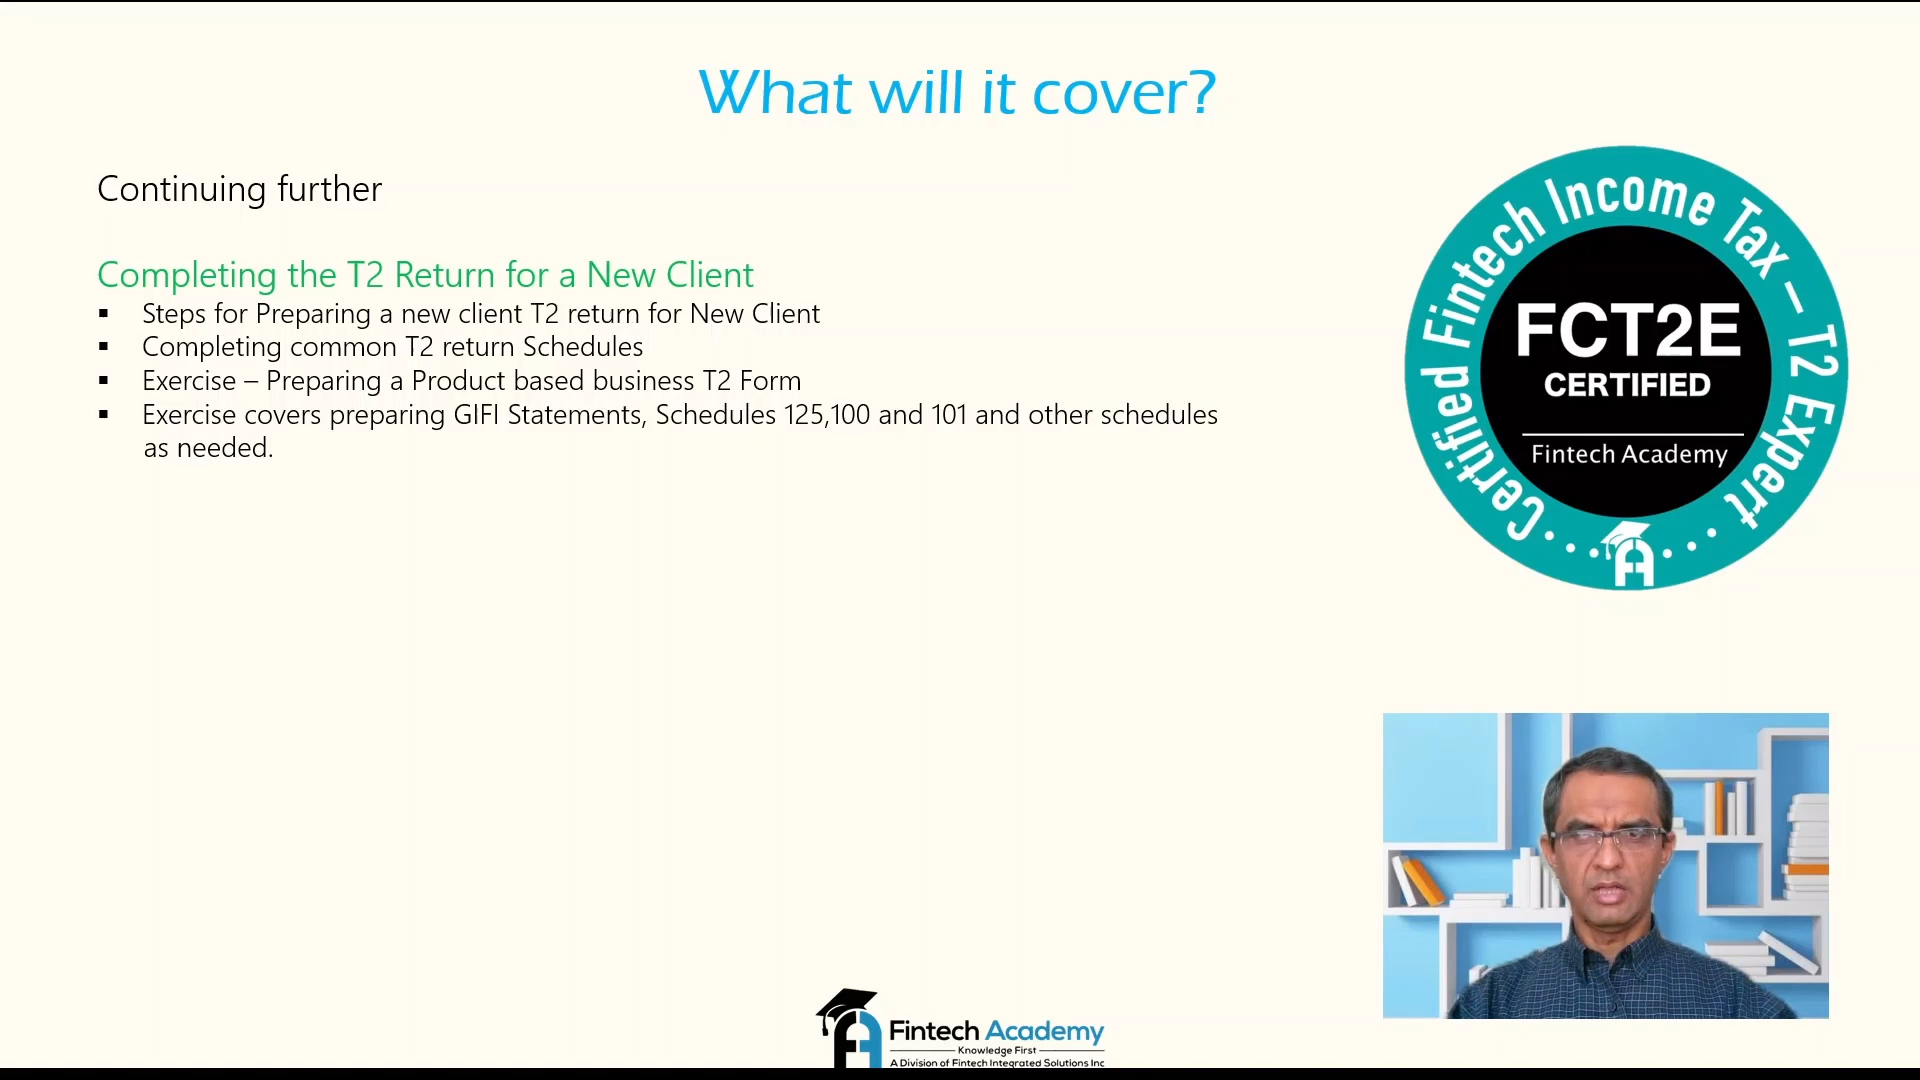 What will it cover?
Continuing further
Completing the T2 Return for a New Client
▪ Steps for Preparing a new client T2 return for New Client
▪ Completing common T2 return Schedules
▪ Exercise – Preparing a Product based business T2 Form
▪ Exercise covers preparing GIFI Statements, Schedules 125,100 and 101 and other schedules
as needed.
Certified Fintech Income Tax – T2 Expert
FCT2E
CERTIFIED
Fintech Academy
Fintech Academy
Knowledge First
A Division of Fintech Integrated Solutions Inc